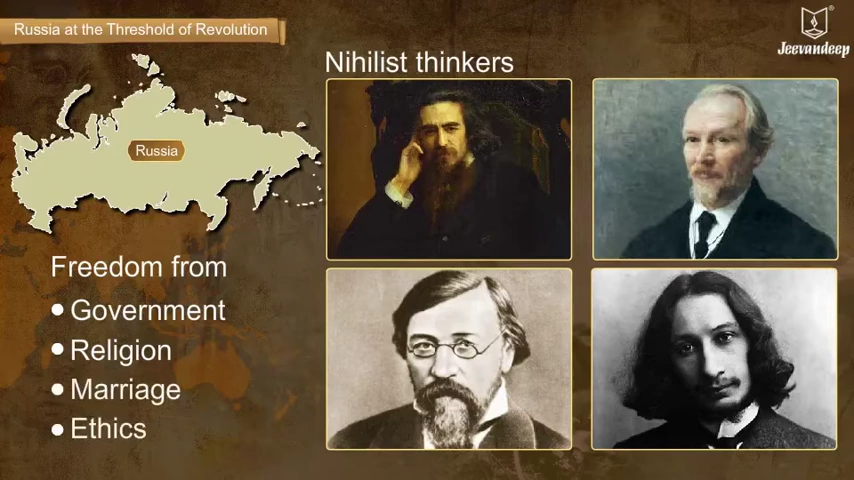 Russia at the Threshold of Revolution
Jeevandeep
Nihilist thinkers
Russia
Freedom from
Government
Religion
Marriage
Ethics